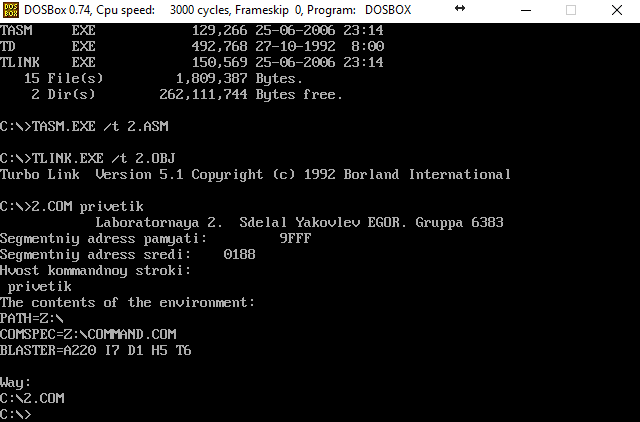 DOS BOX DOSBox 0.74, Cpu speed: 3000 cycles, Frameskip 0, Program: DOSBOX
TASM EXE 129,266 25-06-2006 23:14
TD EXE 492,768 27-10-1992 8:00
TLINK EXE 150,569 25-06-2006 23:14
15 File(s) 1,809,387 Bytes.
2 Dir(s) 262,111,744 Bytes free.
C:\>TASM.EXE /t 2.ASM
C:\>TLINK.EXE /t 2.OBJ
Turbo Link Version 5.1 Copyright (c) 1992 Borland International
C:\>2.COM privetik
Laboratornaya 2. Sdelal Yakovlev EGOR. Gruppa 6383
Segmentniy adress pamyati: 9FFF
Segmentniy adress sredi: 0188
Hvost kommandnoy stroki:
privetik
The contents of the environment:
PATH=Z:\
COMSPEC=Z:\COMMAND.COM
BLASTER=A220 I7 D1 H5 T6
Way:
C:\2.COM
C:\>